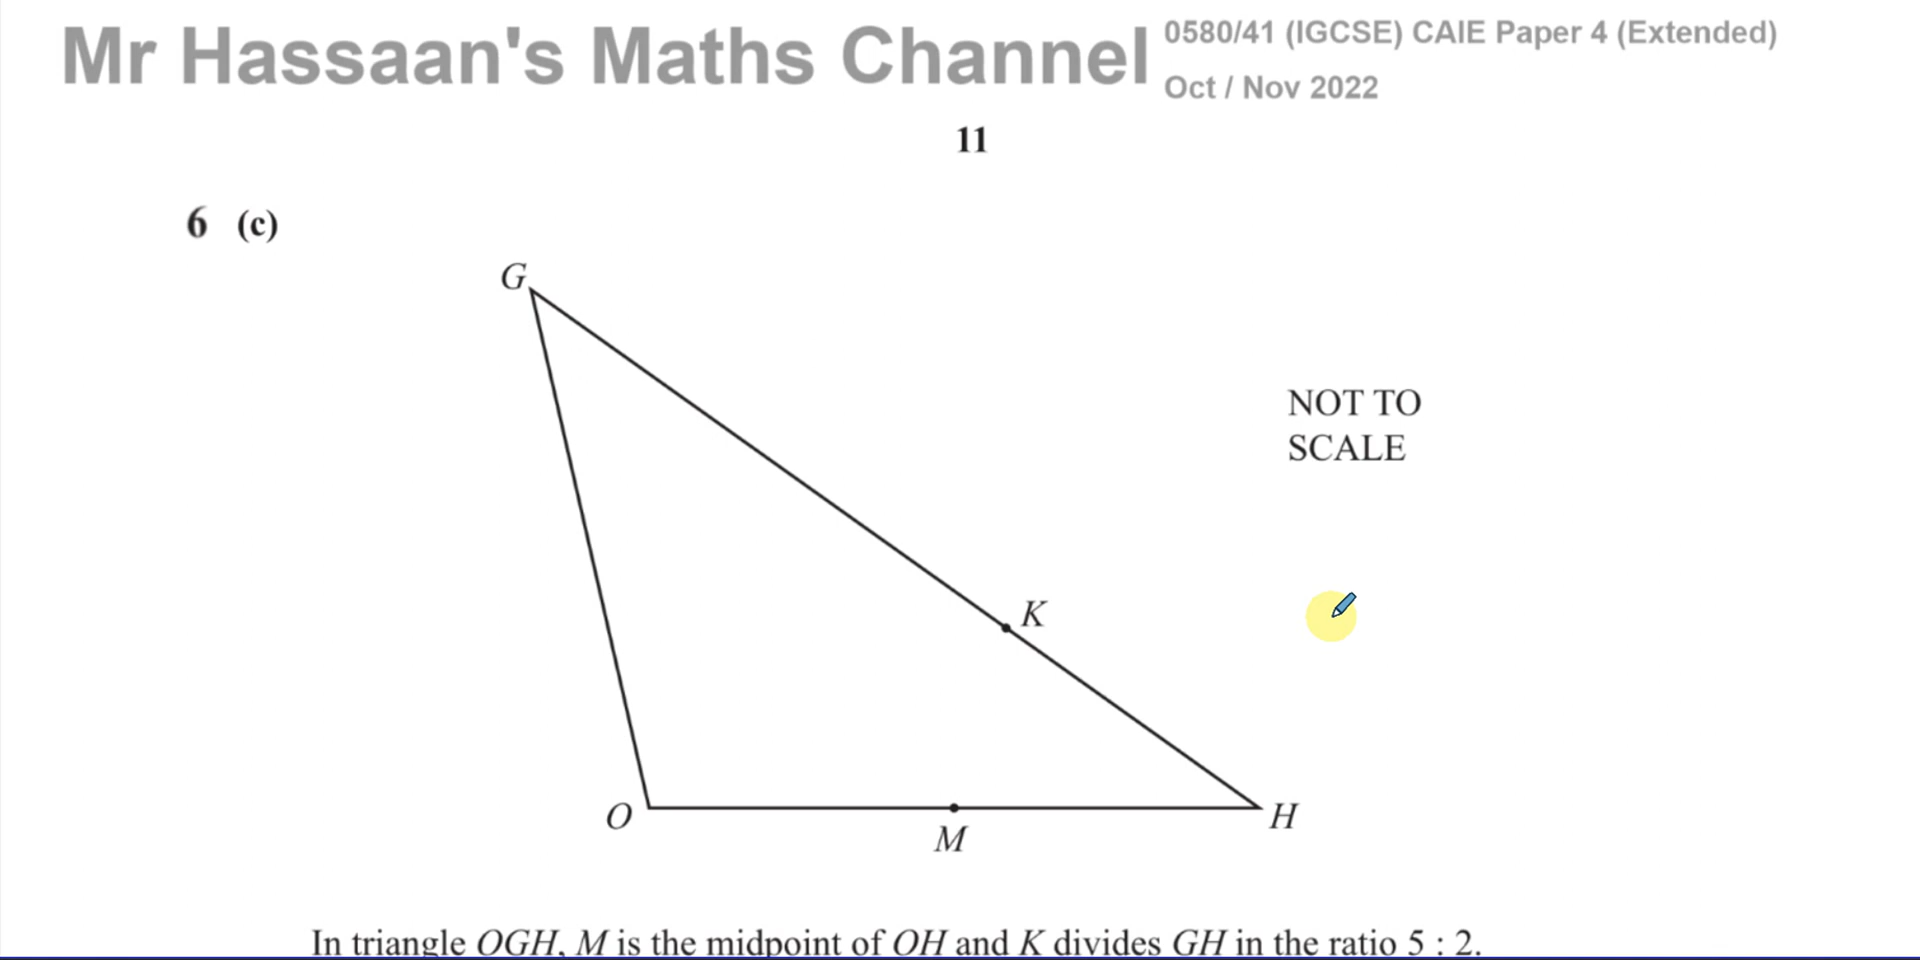 Mr Hassaan's Maths Channel
0580/41 (IGSCE) CAIE Paper 4 (Extended)
Oct / Nov 2022
11
6 (c)
G
NOT TO
SCALE
K
O
M
H
In triangle OGH, M is the midpoint of OH and K divides GH in the ratio 5 : 2.